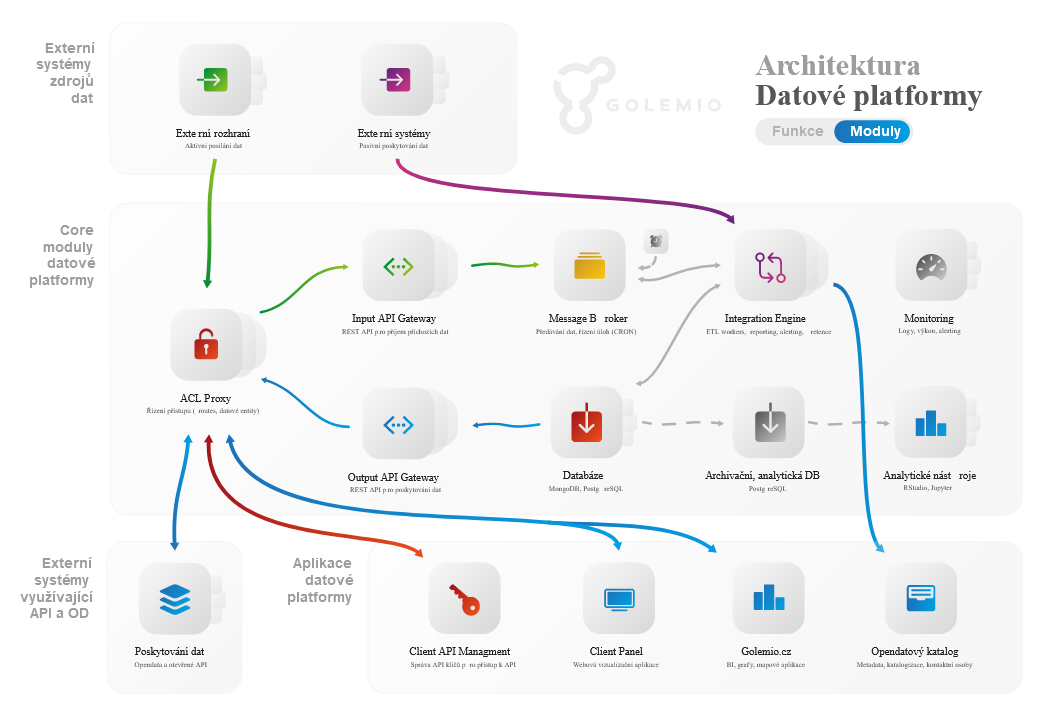 Externí
systémy
zdrojů
dat
Exte rní rozhraní
Aktivní posílání dat
Exte rní systémy
Pasivní poskytování dat
GOLEMIO
Architektura
Datové platformy
Funkce
Moduly
Core
moduly
datové
platformy
Input API Gateway
REST API p ro příjem příchozích dat
Message B roker
Předávání dat, řízení úloh (CRON)
Integration Engine
ETL workers, reporting, alerting, retence
Monitoring
Log y, výkon, alerting
ACL Proxy
Řízení přístupu ( routes, datové entity)
Output API Gateway
REST API p ro poskytování dat
Databáze
MongoDB, Postg reSQL
Archivační, analytická DB
Postg reSQL
Analytické nást roje
RStudio, Jupyter
Externí
systémy
využívající
API a OD
Poskytování dat
Opendata a otevřené API
Aplikace
datové
platformy
Client API Managment
Správa API klíčů p ro přístup k API
Client Panel
Webová vizualizační aplikace
Golemio.cz
BI, grafy, mapové aplikace
Opendatový katalog
Metadata, katalogizace, kontaktní osoby